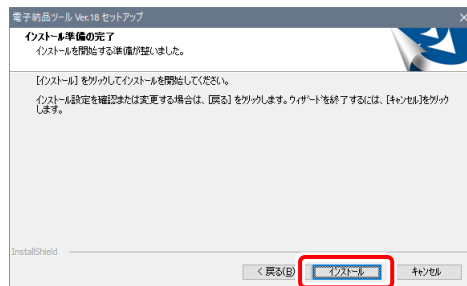 電子納品ツール Ver.18 セットアップ
インストール準備の完了
インストールを開始する準備が整いました。
[インストール] をクリックしてインストールを開始してください。
インストール設定を確認または変更する場合は、[戻る] をクリックします。ウィザードを終了するには、[キャンセル]をクリック
します。
InstallShield
< 戻る(B)
インストール
キャンセル